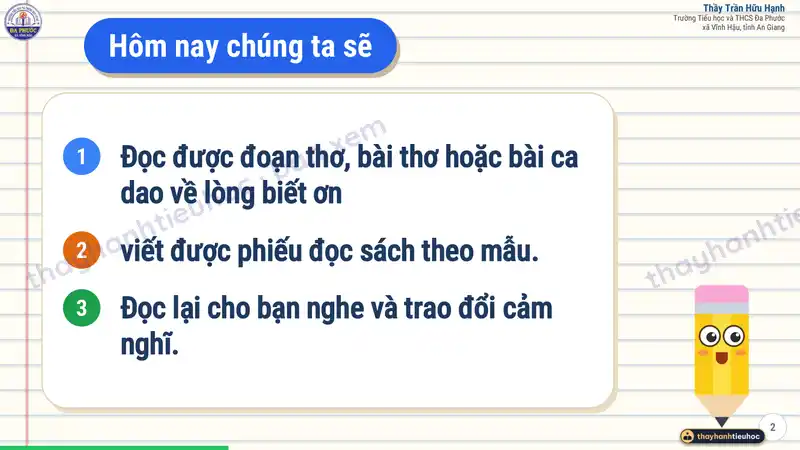 Thầy Trần Hữu Hạnh
Trường Tiểu học và THCS Đa Phước
xã Vĩnh Hậu, tỉnh An Giang
ĐA PHƯỚC
Hôm nay chúng ta sẽ
1 Đọc được đoạn thơ, bài thơ hoặc bài ca
dao về lòng biết ơn
2 viết được phiếu đọc sách theo mẫu.
3 Đọc lại cho bạn nghe và trao đổi cảm
nghĩ.
2
thayhanhtieuhoc